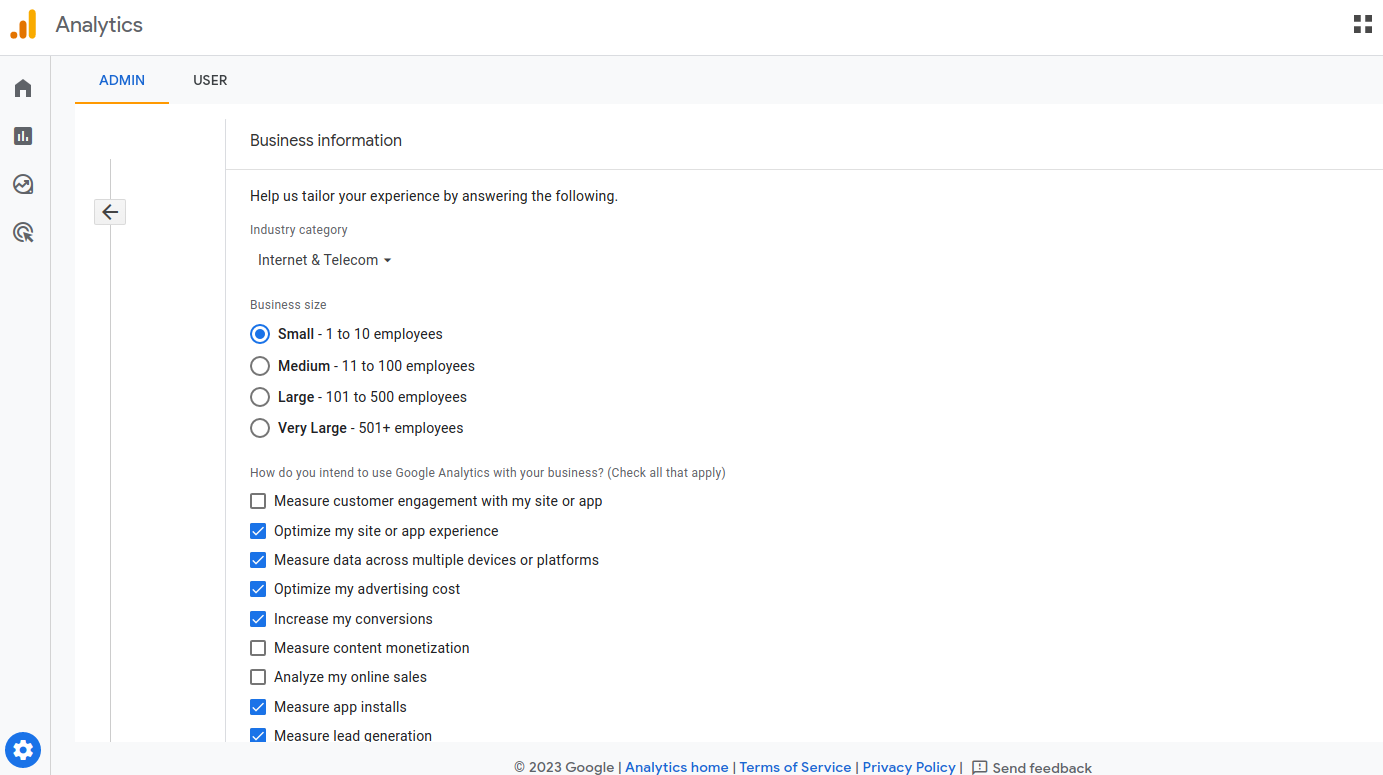 Analytics
ADMIN USER
Business information
Help us tailor your experience by answering the following.
Industry category
Internet & Telecom
Business size
Small - 1 to 10 employees
Medium - 11 to 100 employees
Large - 101 to 500 employees
Very Large - 501+ employees
How do you intend to use Google Analytics with your business? (Check all that apply)
Measure customer engagement with my site or app
Optimize my site or app experience
Measure data across multiple devices or platforms
Optimize my advertising cost
Increase my conversions
Measure content monetization
Analyze my online sales
Measure app installs
Measure lead generation
© 2023 Google | Analytics home | Terms of Service | Privacy Policy | Send feedback